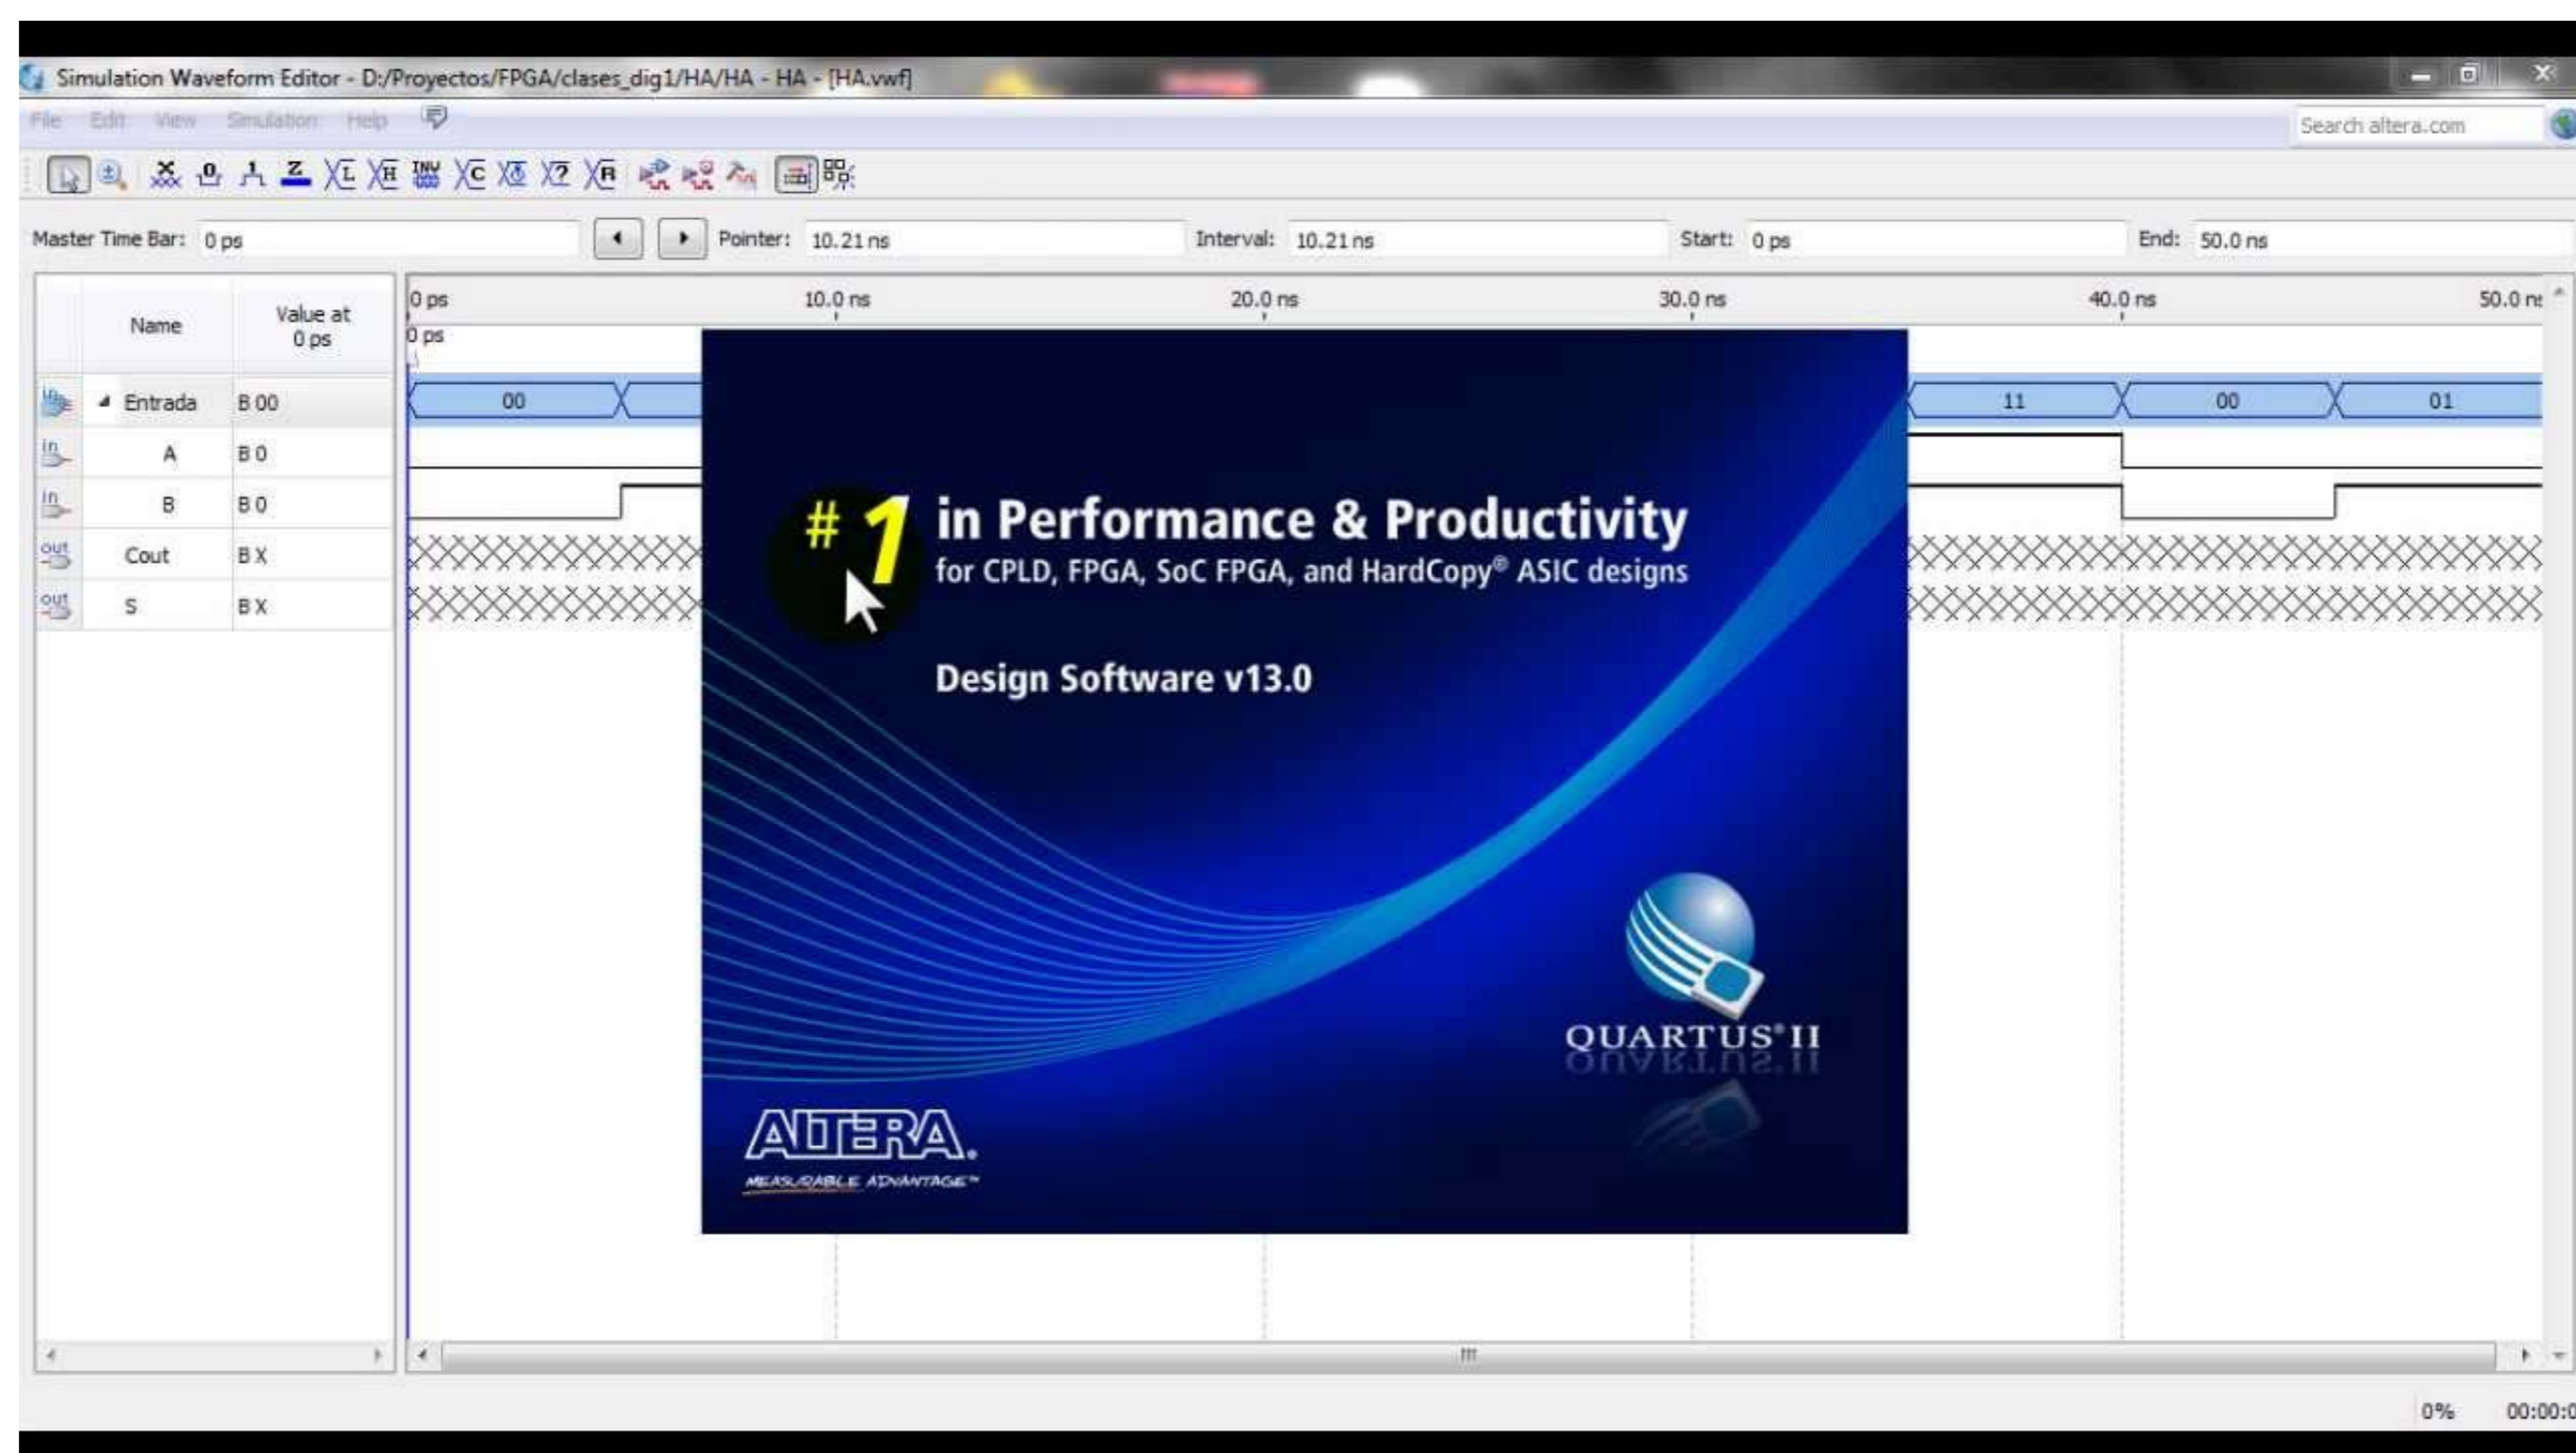 Simulation Waveform Editor - D:/Proyectos/FPGA/clases_dig1/HA/HA - HA - [HA.vwf]
File Edit View Simulation Help
Search altera.com
Master Time Bar: 0 ps Pointer: 10.21 ns Interval: 10.21 ns Start: 0 ps End: 50.0 ns
Name Value at 0 ps
0 ps 10.0 ns 20.0 ns 30.0 ns 40.0 ns 50.0 ns
0 ps
Entrada B 00 00 11 00 01
A B 0
B B 0
Cout B X
S B X
#1 in Performance & Productivity
for CPLD, FPGA, SoC FPGA, and HardCopy® ASIC designs
Design Software v13.0
QUARTUS® II
ALTERA®
MEASURABLE ADVANTAGE™
0% 00:00:0